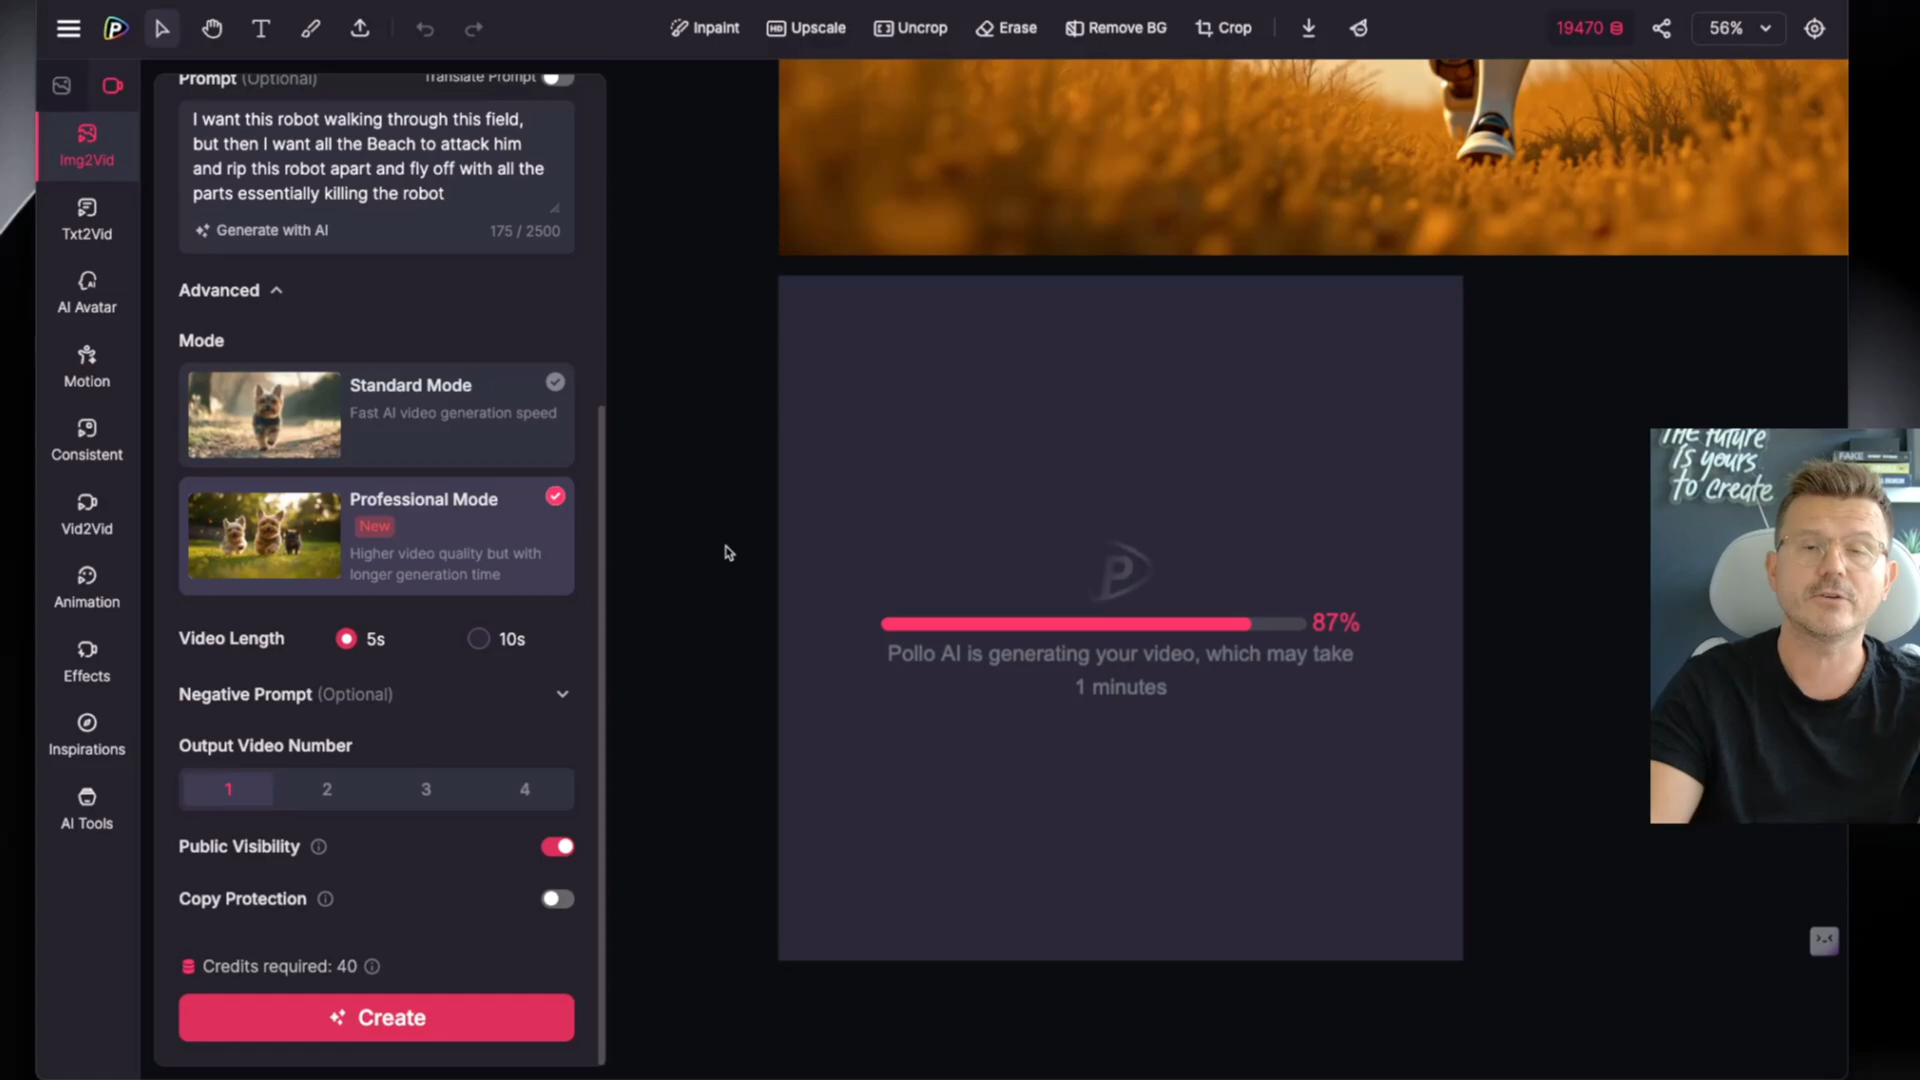 Inpaint
HD Upscale
Uncrop
Erase
Remove BG
Crop
19470
56%
Prompt (Optional)
Translate Prompt
I want this robot walking through this field,
but then I want all the Beach to attack him
and rip this robot apart and fly off with all the
parts essentially killing the robot
Generate with AI
175 / 2500
Img2Vid
Txt2Vid
AI Avatar
Motion
Consistent
Vid2Vid
Animation
Effects
Inspirations
AI Tools
Advanced
Mode
Standard Mode
Fast AI video generation speed
Professional Mode
New
Higher video quality but with
longer generation time
Video Length
5s
10s
Negative Prompt (Optional)
Output Video Number
1 2 3 4
Public Visibility
Copy Protection
Credits required: 40
Create
P
87%
Pollo AI is generating your video, which may take
1 minutes
THE future
Is yours
to create
FAKE